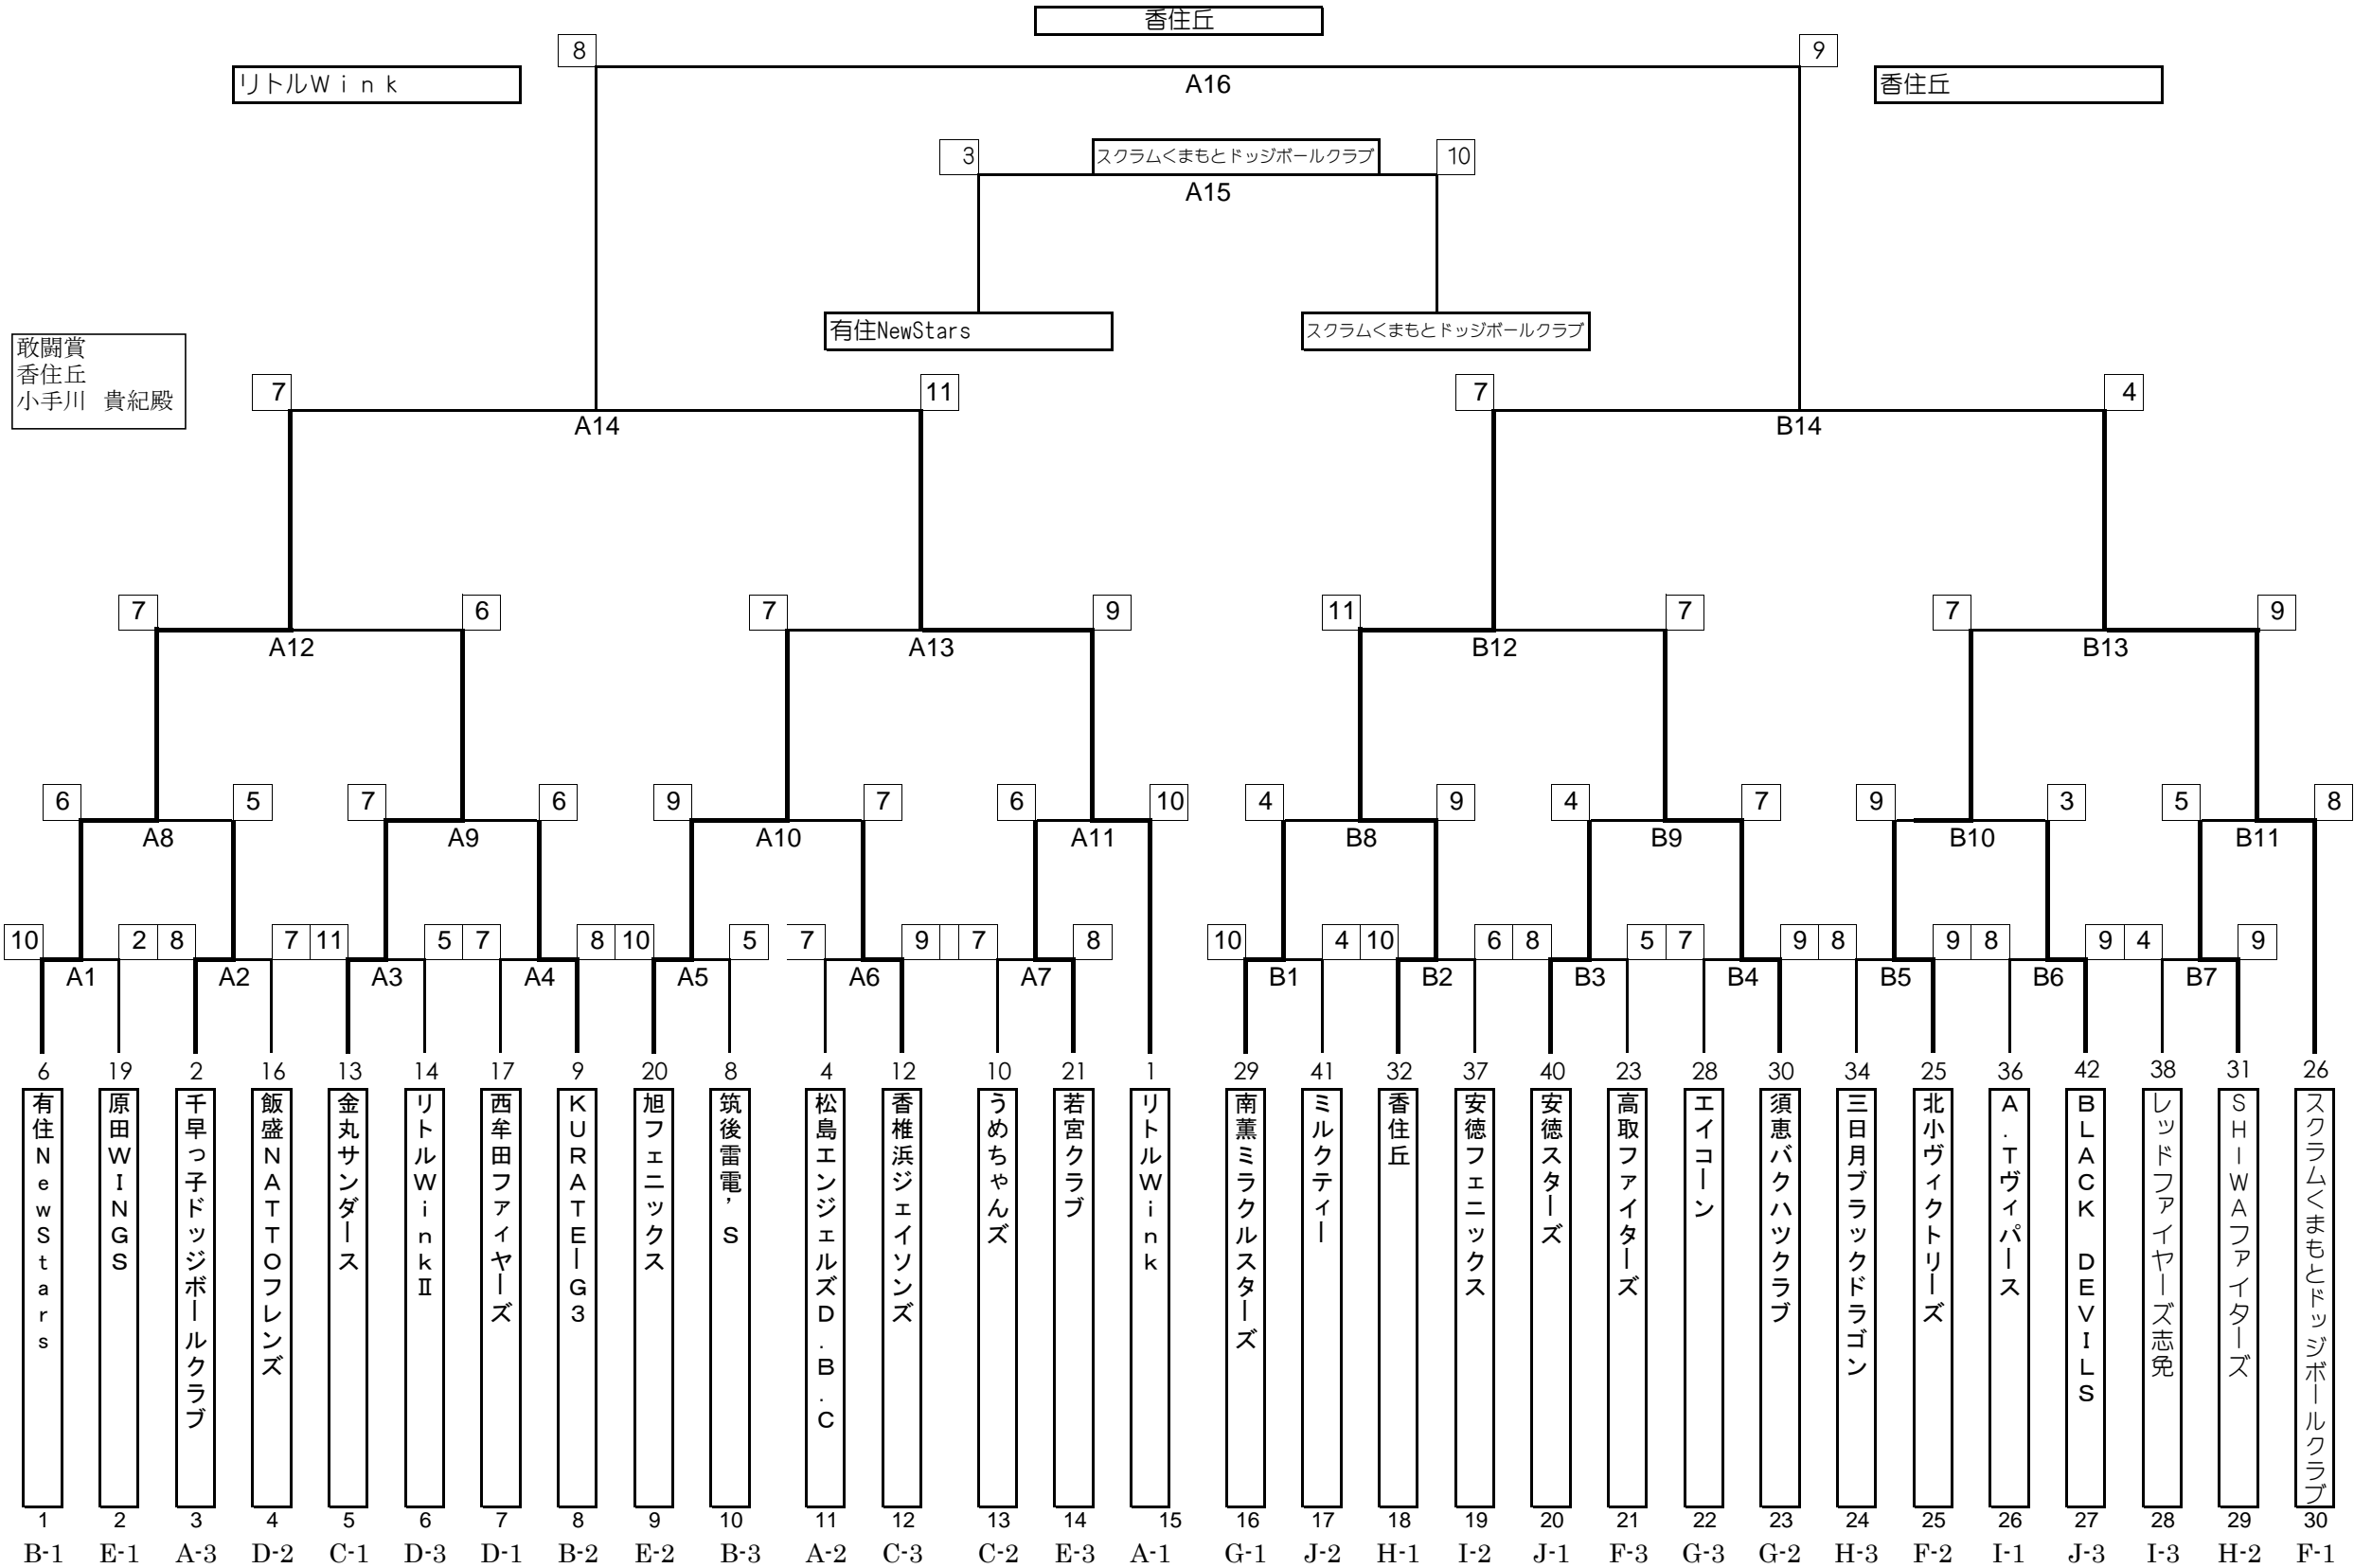 香住丘
8
9
リトルＷｉｎｋ
A16
香住丘
3
スクラムくまもとドッジボールクラブ
10
A15
有住NewStars
スクラムくまもとドッジボールクラブ
敢闘賞
香住丘
小手川　貴紀殿
7
11
7
4
A14
B14
7
6
7
9
11
7
7
9
A12
A13
B12
B13
6
5
7
6
9
7
6
10
4
9
4
7
9
3
5
8
A8
A9
A10
A11
B8
B9
B10
B11
10
2
8
7
11
5
7
8
10
5
7
9
7
8
10
4
10
6
8
5
7
9
8
9
8
9
4
9
A1
A2
A3
A4
A5
A6
A7
B1
B2
B3
B4
B5
B6
B7
6
19
2
16
13
14
17
9
20
8
4
12
10
21
1
29
41
32
37
40
23
28
30
34
25
36
42
38
31
26
有住ＮｅｗＳｔａｒｓ
原田ＷＩＮＧＳ
千早っ子ドッジボールクラブ
飯盛ＮＡＴＴＯフレンズ
金丸サンダース
リトルＷｉｎｋⅡ
西牟田ファイヤーズ
ＫＵＲＡＴＥーＧ３
旭フェニックス
筑後雷電’Ｓ
松島エンジェルズＤ．Ｂ．Ｃ
香椎浜ジェイソンズ
うめちゃんズ
若宮クラブ
リトルＷｉｎｋ
南薫ミラクルスターズ
ミルクティー
香住丘
安徳フェニックス
安徳スターズ
高取ファイターズ
エイコーン
須恵バクハツクラブ
三日月ブラックドラゴン
北小ヴィクトリーズ
Ａ．Ｔヴィパース
ＢＬＡＣＫ　ＤＥＶＩＬＳ
レッドファイヤーズ志免
ＳＨＩＷＡファイターズ
スクラムくまもとドッジボールクラブ
1
2
3
4
5
6
7
8
9
10
11
12
13
14
15
16
17
18
19
20
21
22
23
24
25
26
27
28
29
30
B-1
E-1
A-3
D-2
C-1
D-3
D-1
B-2
E-2
B-3
A-2
C-3
C-2
E-3
A-1
G-1
J-2
H-1
I-2
J-1
F-3
G-3
G-2
H-3
F-2
I-1
J-3
I-3
H-2
F-1